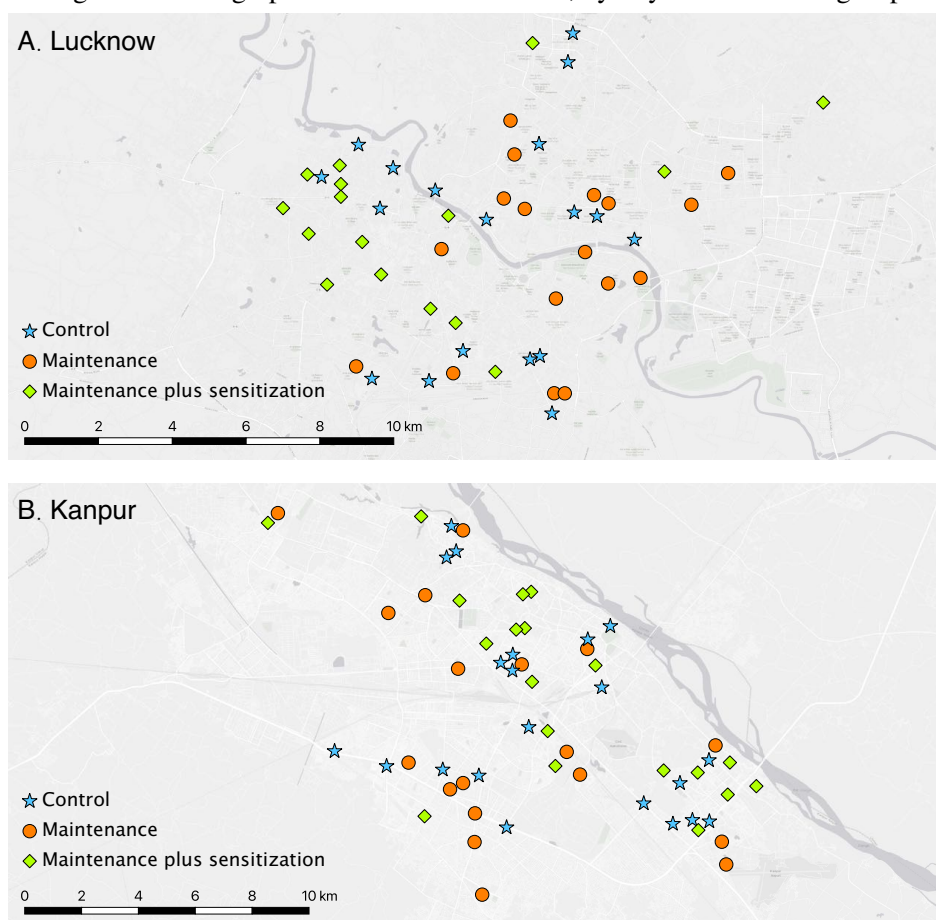 A. Lucknow
Control
Maintenance
Maintenance plus sensitization
0 2 4 6 8 10 km
B. Kanpur
Control
Maintenance
Maintenance plus sensitization
0 2 4 6 8 10 km